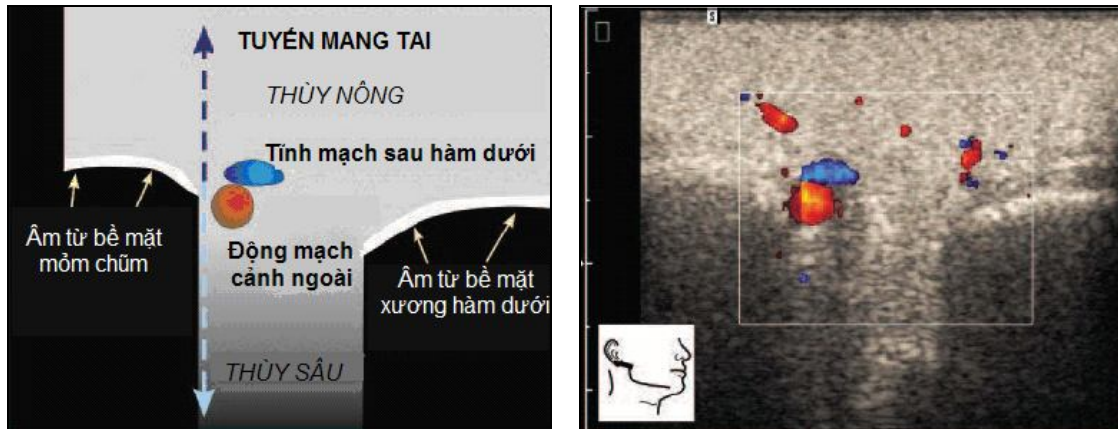 TUYẾN MANG TAI
THÙY NÔNG
Tĩnh mạch sau hàm dưới
Âm từ bề mặt
mỏm chũm
Động mạch
cảnh ngoài
Âm từ bề mặt
xương hàm dưới
THÙY SÂU
S